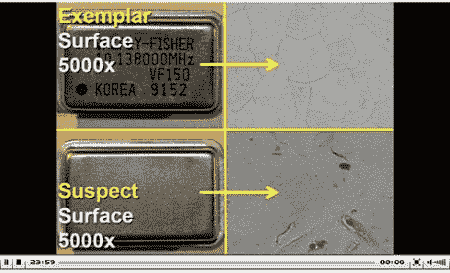 Exemplar
Surface
5000x
Y-FISHER
.138000MHz
VF150
KOREA 9152
Suspect
Surface
5000x
23:59 00:00